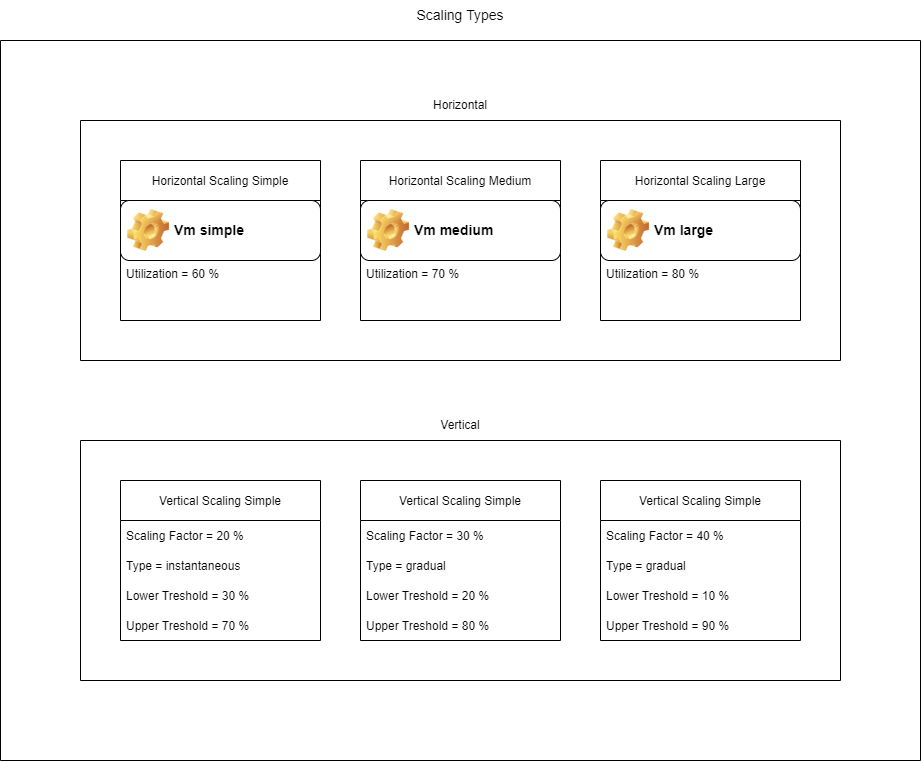 Scaling Types
Horizontal
Horizontal Scaling Simple
Vm simple
Utilization = 60 %
Horizontal Scaling Medium
Vm medium
Utilization = 70 %
Horizontal Scaling Large
Vm large
Utilization = 80 %
Vertical
Vertical Scaling Simple
Scaling Factor = 20 %
Type = instantaneous
Lower Treshold = 30 %
Upper Treshold = 70 %
Vertical Scaling Simple
Scaling Factor = 30 %
Type = gradual
Lower Treshold = 20 %
Upper Treshold = 80 %
Vertical Scaling Simple
Scaling Factor = 40 %
Type = gradual
Lower Treshold = 10 %
Upper Treshold = 90 %